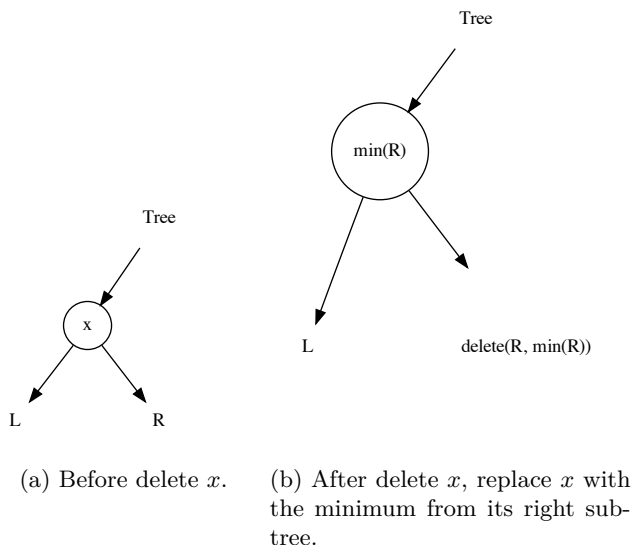 Tree
min(R)
L
delete(R, min(R))
Tree
x
L
R
(a) Before delete x.
(b) After delete x, replace x with
the minimum from its right sub-
tree.